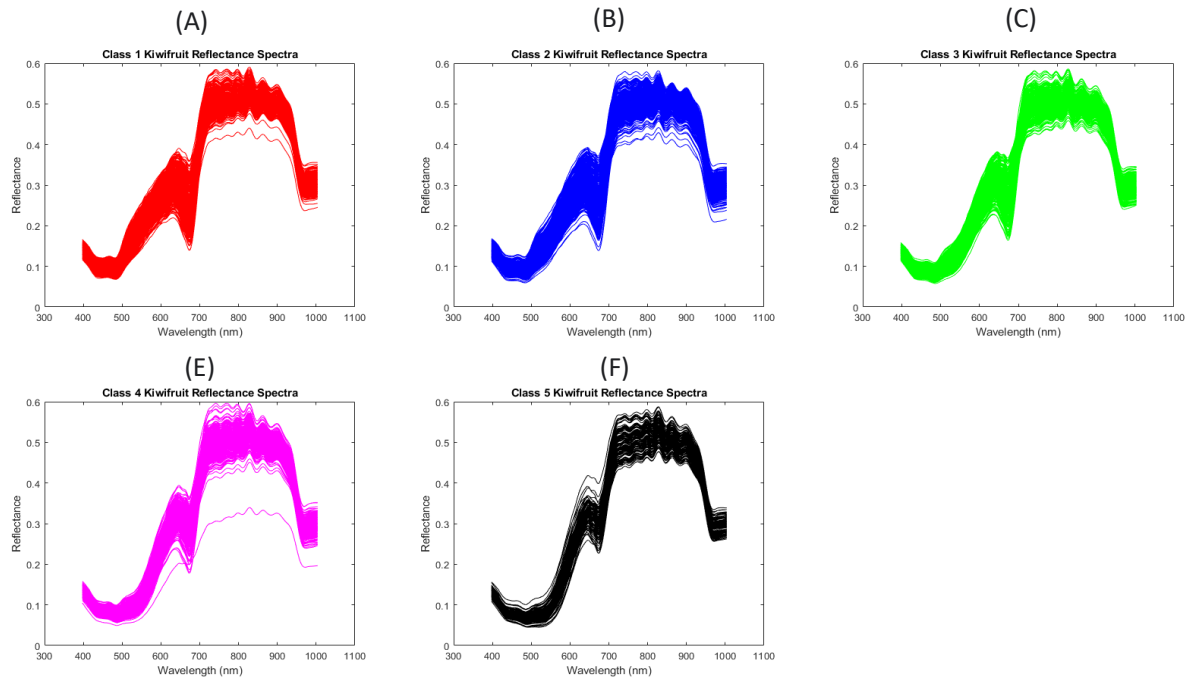 (A)
Class 1 Kiwifruit Reflectance Spectra
0.6
0.5
0.4
0.3
0.2
0.1
0
Reflectance
300 400 500 600 700 800 900 1000 1100
Wavelength (nm)
(B)
Class 2 Kiwifruit Reflectance Spectra
0.6
0.5
0.4
0.3
0.2
0.1
0
Reflectance
300 400 500 600 700 800 900 1000 1100
Wavelength (nm)
(C)
Class 3 Kiwifruit Reflectance Spectra
0.6
0.5
0.4
0.3
0.2
0.1
0
Reflectance
300 400 500 600 700 800 900 1000 1100
Wavelength (nm)
(E)
Class 4 Kiwifruit Reflectance Spectra
0.6
0.5
0.4
0.3
0.2
0.1
0
Reflectance
300 400 500 600 700 800 900 1000 1100
Wavelength (nm)
(F)
Class 5 Kiwifruit Reflectance Spectra
0.6
0.5
0.4
0.3
0.2
0.1
0
Reflectance
300 400 500 600 700 800 900 1000 1100
Wavelength (nm)